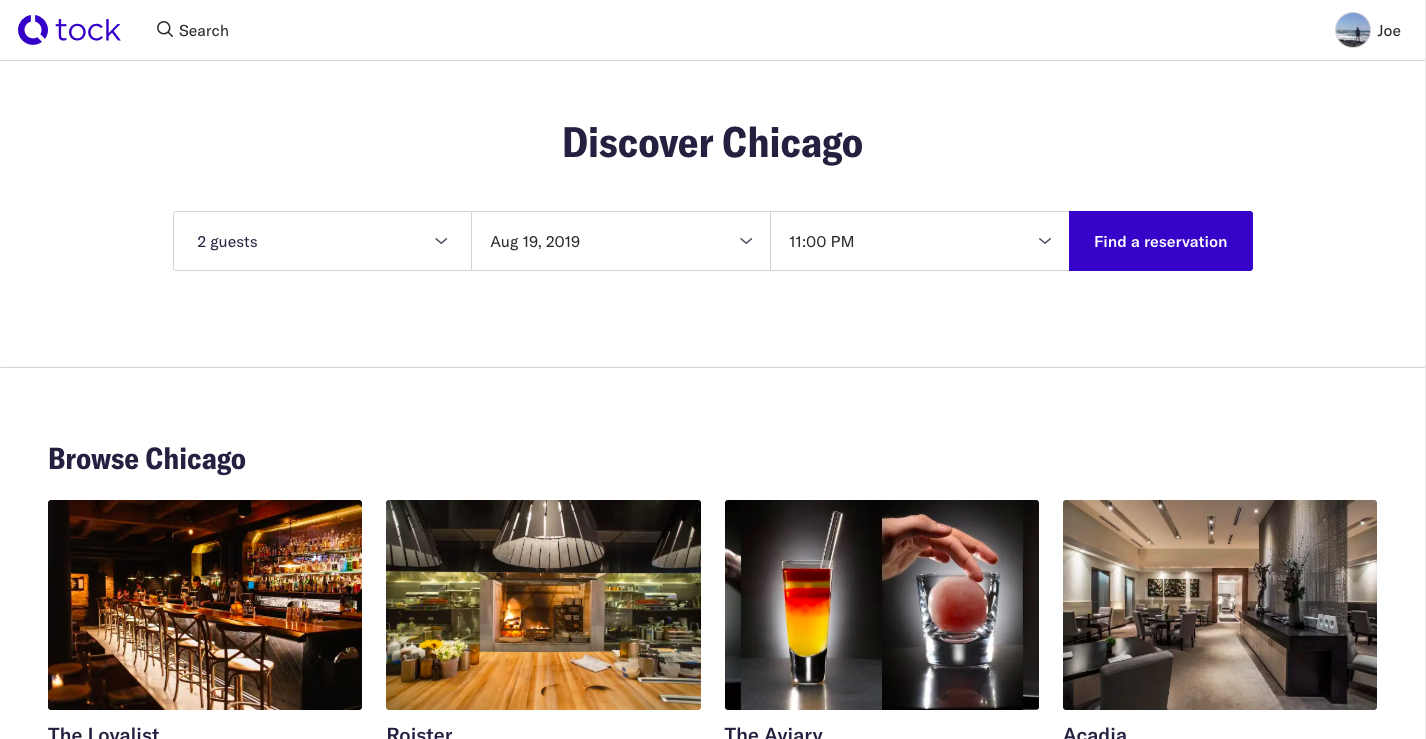 tock
Search
Joe
Discover Chicago
2 guests
Aug 19, 2019
11:00 PM
Find a reservation
Browse Chicago
The Loyalist
Roister
The Aviary
Acadia